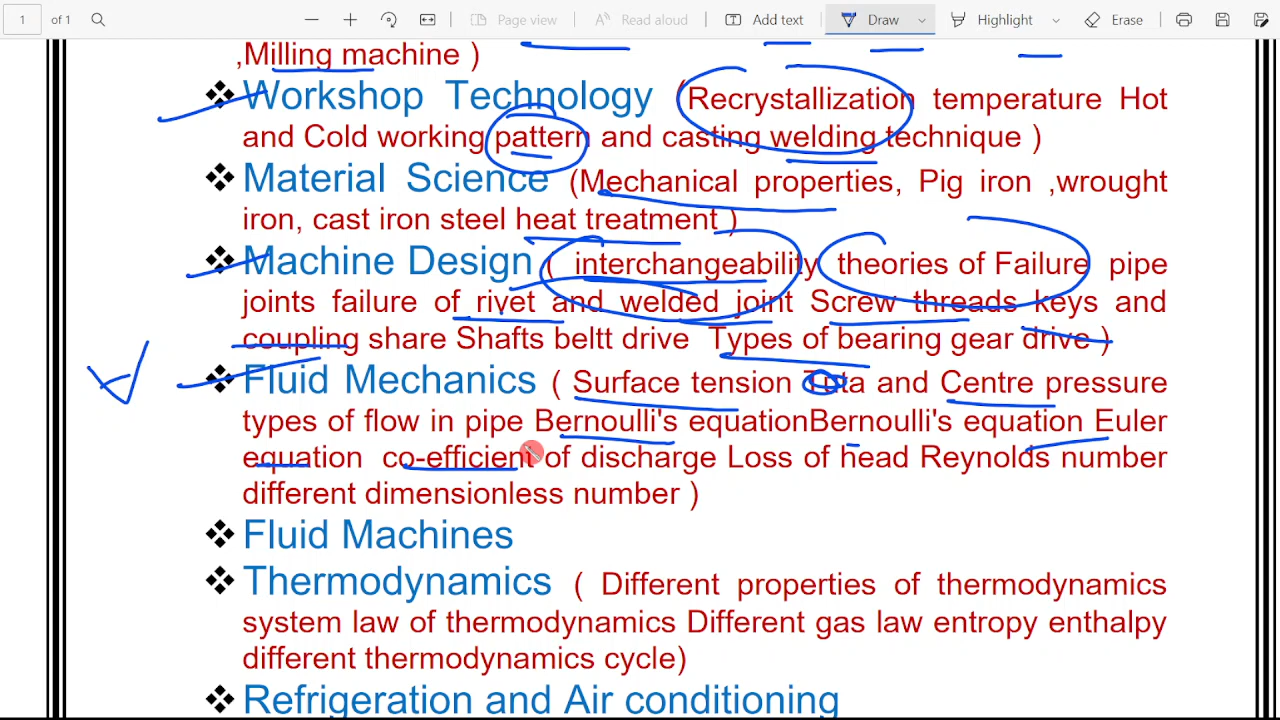 1 of 1 Page view Read aloud Add text Draw Highlight Erase
,Milling machine )
Workshop Technology (Recrystallization temperature Hot
and Cold working pattern and casting welding technique )
Material Science (Mechanical properties, Pig iron ,wrought
iron, cast iron steel heat treatment )
Machine Design ( interchangeability theories of Failure pipe
joints failure of rivet and welded joint Screw threads keys and
coupling share Shafts beltt drive Types of bearing gear drive )
Fluid Mechanics ( Surface tension Tuta and Centre pressure
types of flow in pipe Bernoulli's equationBernoulli's equation Euler
equation co-efficient of discharge Loss of head Reynolds number
different dimensionless number )
Fluid Machines
Thermodynamics ( Different properties of thermodynamics
system law of thermodynamics Different gas law entropy enthalpy
different thermodynamics cycle)
Refrigeration and Air conditioning